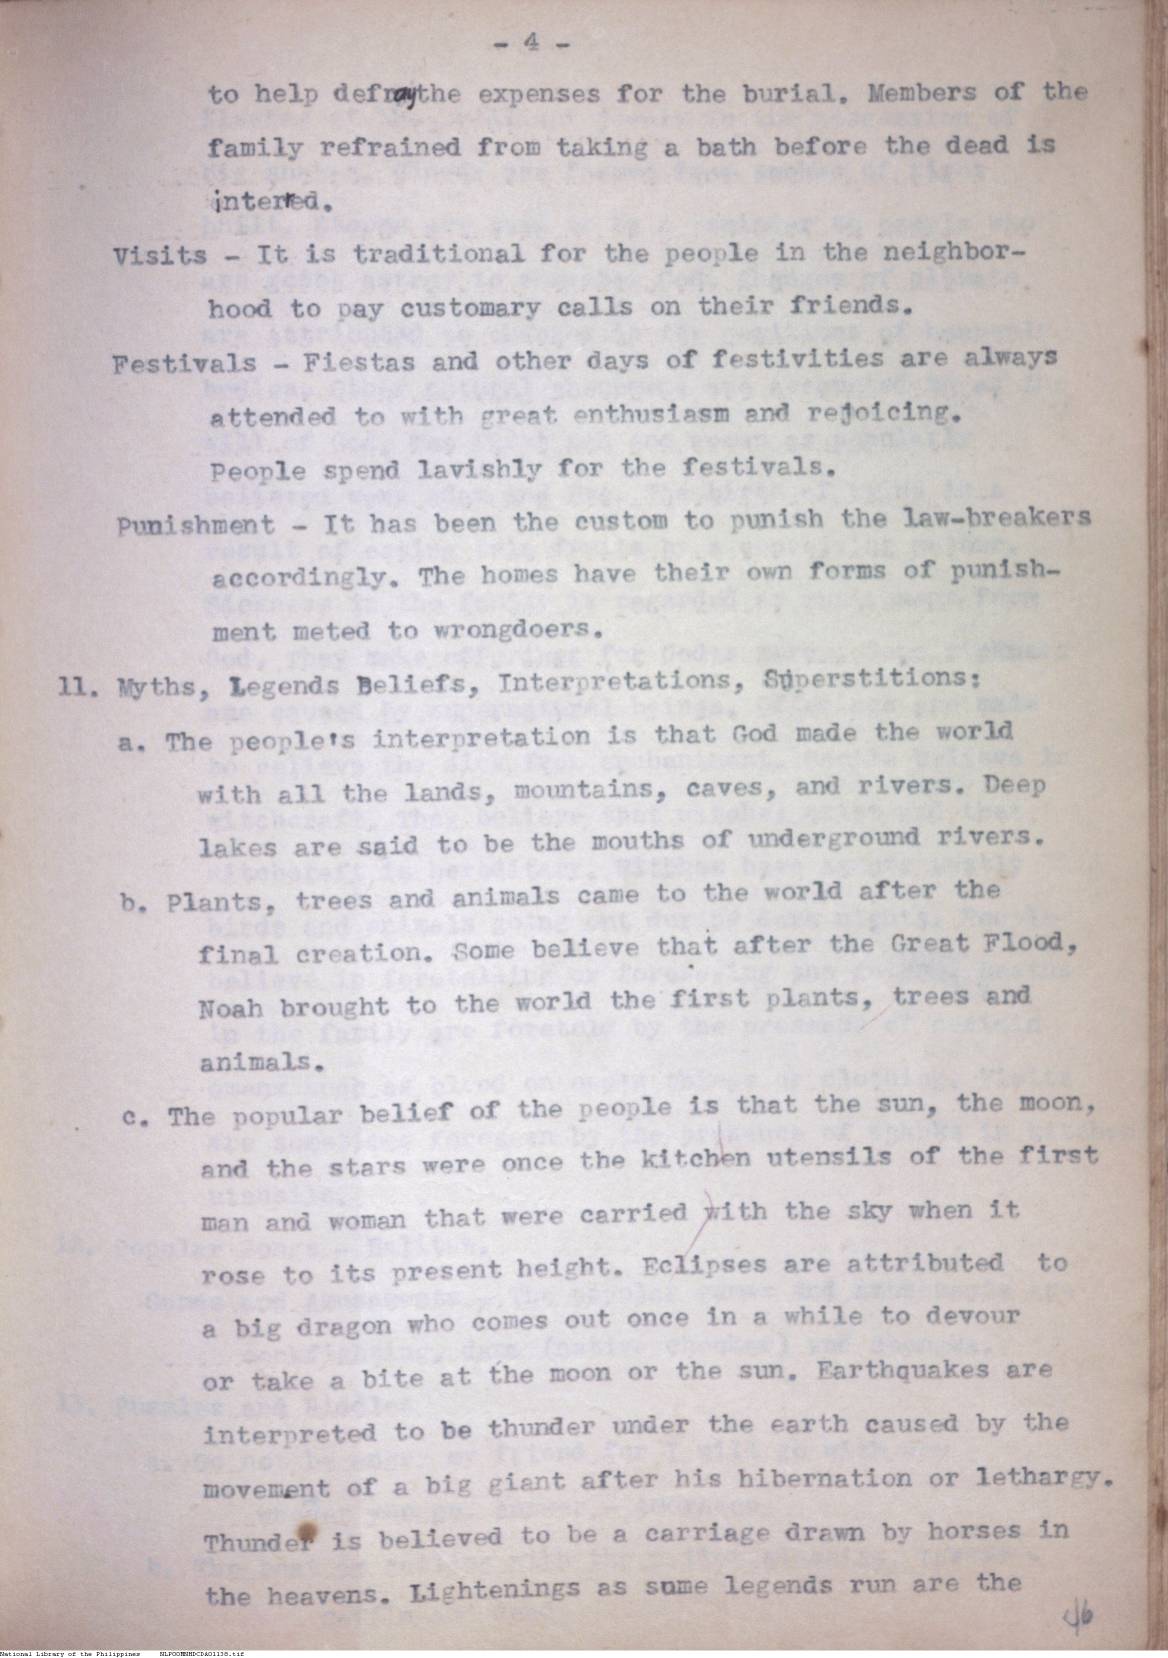 - 4 -
to help defray the expenses for the burial. Members of the
family refrained from taking a bath before the dead is
interred.
Visits - It is traditional for the people in the neighbor-
hood to pay customary calls on their friends.
Festivals - Fiestas and other days of festivities are always
attended to with great enthusiasm and rejoicing.
People spend lavishly for the festivals.
Punishment - It has been the custom to punish the law-breakers
accordingly. The homes have their own forms of punish-
ment meted to wrongdoers.
11. Myths, Legends Beliefs, Interpretations, Superstitions:
a. The people's interpretation is that God made the world
with all the lands, mountains, caves, and rivers. Deep
lakes are said to be the mouths of underground rivers.
b. Plants, trees and animals came to the world after the
final creation. Some believe that after the Great Flood,
Noah brought to the world the first plants, trees and
animals.
c. The popular belief of the people is that the sun, the moon,
and the stars were once the kitchen utensils of the first
man and woman that were carried with the sky when it
rose to its present height. Eclipses are attributed to
a big dragon who comes out once in a while to devour
or take a bite at the moon or the sun. Earthquakes are
interpreted to be thunder under the earth caused by the
movement of a big giant after his hibernation or lethargy.
Thunder is believed to be a carriage drawn by horses in
the heavens. Lightenings as some legends run are the
46
National Library of the Philippines NLPOORNHDCDA01138.tif